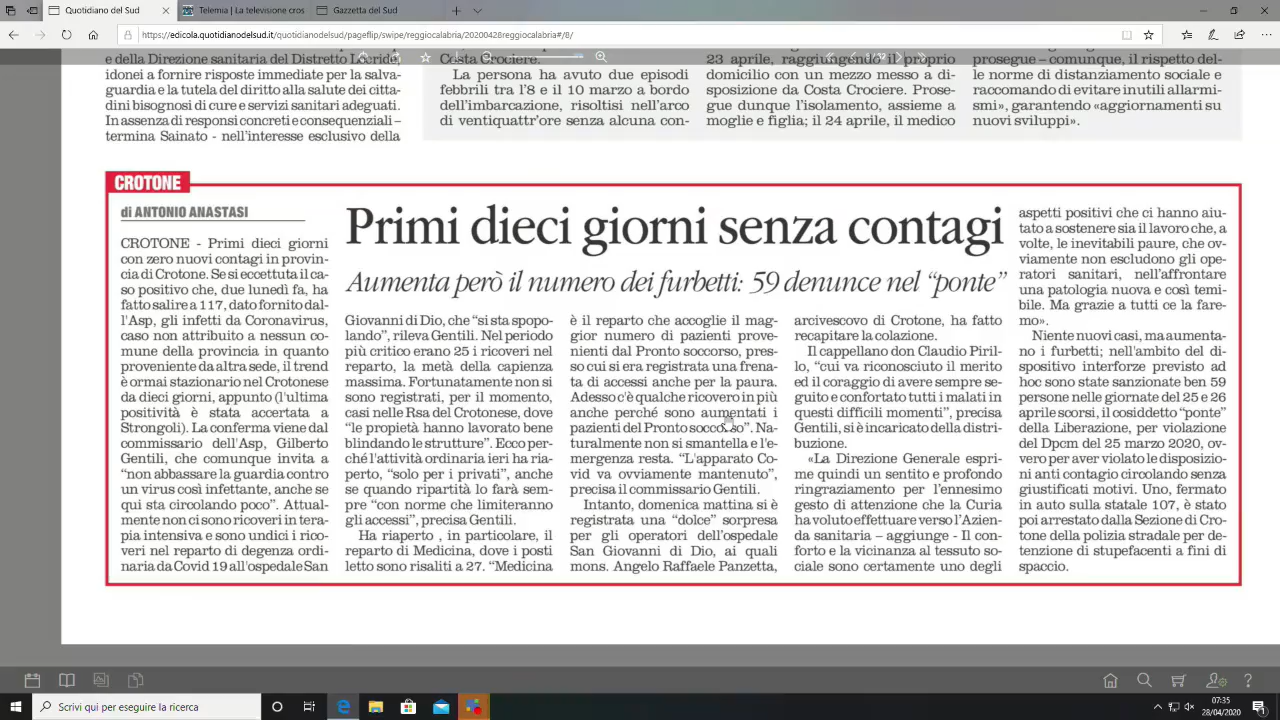 Quotidiano del Sud
Telemia | La televisione cros
Gazzetta del Sud
https://edicola.quotidianodelsud.it/quotidianodelsud/pageflip/swipe/reggiocalabria/20200428reggiocalabria#/8/
e della Direzione sanitaria del Distretto Locride,
idonei a fornire risposte immediate per la salva-
guardia e la tutela del diritto alla salute dei citta-
dini bisognosi di cure e servizi sanitari adeguati.
In assenza di responsi concreti e consequenziali –
termina Sainato - nell'interesse esclusivo della
Costa Crociere.
La persona ha avuto due episodi
febbrili tra l'8 e il 10 marzo a bordo
dell'imbarcazione, risoltisi nell'arco
di ventiquattr'ore senza alcuna con-
23 aprile, raggiungendo il proprio
domicilio con un mezzo messo a di-
sposizione da Costa Crociere. Prose-
gue dunque l'isolamento, assieme a
moglie e figlia; il 24 aprile, il medico
prosegue – comunque, il rispetto del-
le norme di distanziamento sociale e
raccomando di evitare inutili allarmi-
smi», garantendo «aggiornamenti su
nuovi sviluppi».
CROTONE
di ANTONIO ANASTASI
Primi dieci giorni senza contagi
Aumenta però il numero dei furbetti: 59 denunce nel “ponte”
CROTONE - Primi dieci giorni
con zero nuovi contagi in provin-
cia di Crotone. Se si eccettuta il ca-
so positivo che, due lunedì fa, ha
fatto salire a 117, dato fornito dal-
l'Asp, gli infetti da Coronavirus,
caso non attribuito a nessun co-
mune della provincia in quanto
proveniente da altra sede, il trend
è ormai stazionario nel Crotonese
da dieci giorni, appunto (l'ultima
positività è stata accertata a
Strongoli). La conferma viene dal
commissario dell'Asp, Gilberto
Gentili, che comunque invita a
“non abbassare la guardia contro
un virus così infettante, anche se
qui sta circolando poco”. Attual-
mente non ci sono ricoveri in tera-
pia intensiva e sono undici i rico-
veri nel reparto di degenza ordi-
naria da Covid 19 all'ospedale San
Giovanni di Dio, che “si sta spopo-
lando”, rileva Gentili. Nel periodo
più critico erano 25 i ricoveri nel
reparto, la metà della capienza
massima. Fortunatamente non si
sono registrati, per il momento,
casi nelle Rsa del Crotonese, dove
“le propietà hanno lavorato bene
blindando le strutture”. Ecco per-
ché l'attività ordinaria ieri ha ria-
perto, “solo per i privati”, anche
se quando ripartità lo farà sem-
pre “con norme che limiteranno
gli accessi”, precisa Gentili.
Ha riaperto , in particolare, il
reparto di Medicina, dove i posti
letto sono risaliti a 27. “Medicina
è il reparto che accoglie il mag-
gior numero di pazienti prove-
nienti dal Pronto soccorso, pres-
so cui si era registrata una frena-
ta di accessi anche per la paura.
Adesso c'è qualche ricovero in più
anche perché sono aumentati i
pazienti del Pronto soccorso”. Na-
turalmente non si smantella e l'e-
mergenza resta. “L'apparato Co-
vid va ovviamente mantenuto”,
precisa il commissario Gentili.
Intanto, domenica mattina si è
registrata una “dolce” sorpresa
per gli operatori dell'ospedale
San Giovanni di Dio, ai quali
mons. Angelo Raffaele Panzetta,
arcivescovo di Crotone, ha fatto
recapitare la colazione.
Il cappellano don Claudio Piril-
lo, “cui va riconosciuto il merito
ed il coraggio di avere sempre se-
guito e confortato tutti i malati in
questi difficili momenti”, precisa
Gentili, si è incaricato della distri-
buzione.
«La Direzione Generale espri-
me quindi un sentito e profondo
ringraziamento per l'ennesimo
gesto di attenzione che la Curia
ha voluto effettuare verso l'Azien-
da sanitaria – aggiunge - Il con-
forto e la vicinanza al tessuto so-
ciale sono certamente uno degli
aspetti positivi che ci hanno aiu-
tato a sostenere sia il lavoro che, a
volte, le inevitabili paure, che ov-
viamente non escludono gli ope-
ratori sanitari, nell'affrontare
una patologia nuova e così temi-
bile. Ma grazie a tutti ce la fare-
mo».
Niente nuovi casi, ma aumenta-
no i furbetti; nell'ambito del di-
spositivo interforze previsto ad
hoc sono state sanzionate ben 59
persone nelle giornate del 25 e 26
aprile scorsi, il cosiddetto “ponte”
della Liberazione, per violazione
del Dpcm del 25 marzo 2020, ov-
vero per aver violato le disposizio-
ni anti contagio circolando senza
giustificati motivi. Uno, fermato
in auto sulla statale 107, è stato
poi arrestato dalla Sezione di Cro-
tone della polizia stradale per de-
tenzione di stupefacenti a fini di
spaccio.
Scrivi qui per eseguire la ricerca
07:35
28/04/2020